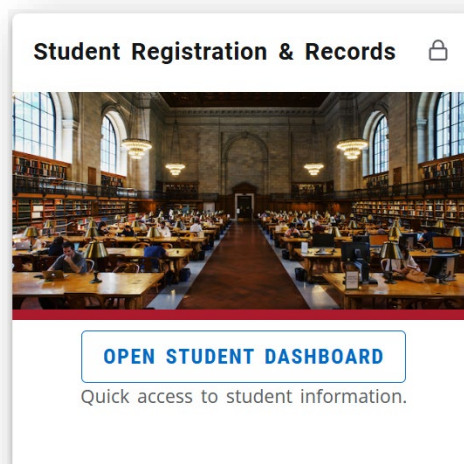 Student Registration & Records
OPEN STUDENT DASHBOARD
Quick access to student information.